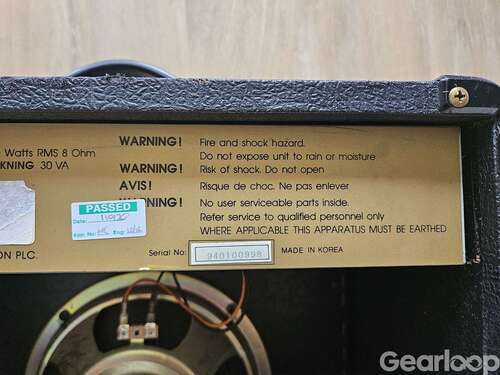 Watts RMS 8 Ohm
KNING 30 VA
WARNING! Fire and shock hazard.
Do not expose unit to rain or moisture
WARNING! Risk of shock. Do not open
AVIS! Risque de choc. Ne pas enlever
WARNING! No user serviceable parts inside.
Refer service to qualified personnel only
WHERE APPLICABLE THIS APPARATUS MUST BE EARTHED
PASSED
Date:
App. No: Eng:
ON PLC.
Serial No: 940100998 MADE IN KOREA
Gearloop